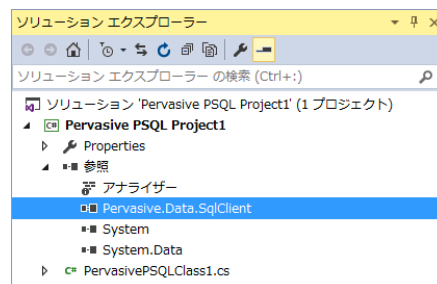 ソリューション エクスプローラー
ソリューション エクスプローラー の検索 (Ctrl+:)
ソリューション 'Pervasive PSQL Project1' (1 プロジェクト)
C# Pervasive PSQL Project1
Properties
参照
アナライザー
Pervasive.Data.SqlClient
System
System.Data
C# PervasivePSQLClass1.cs